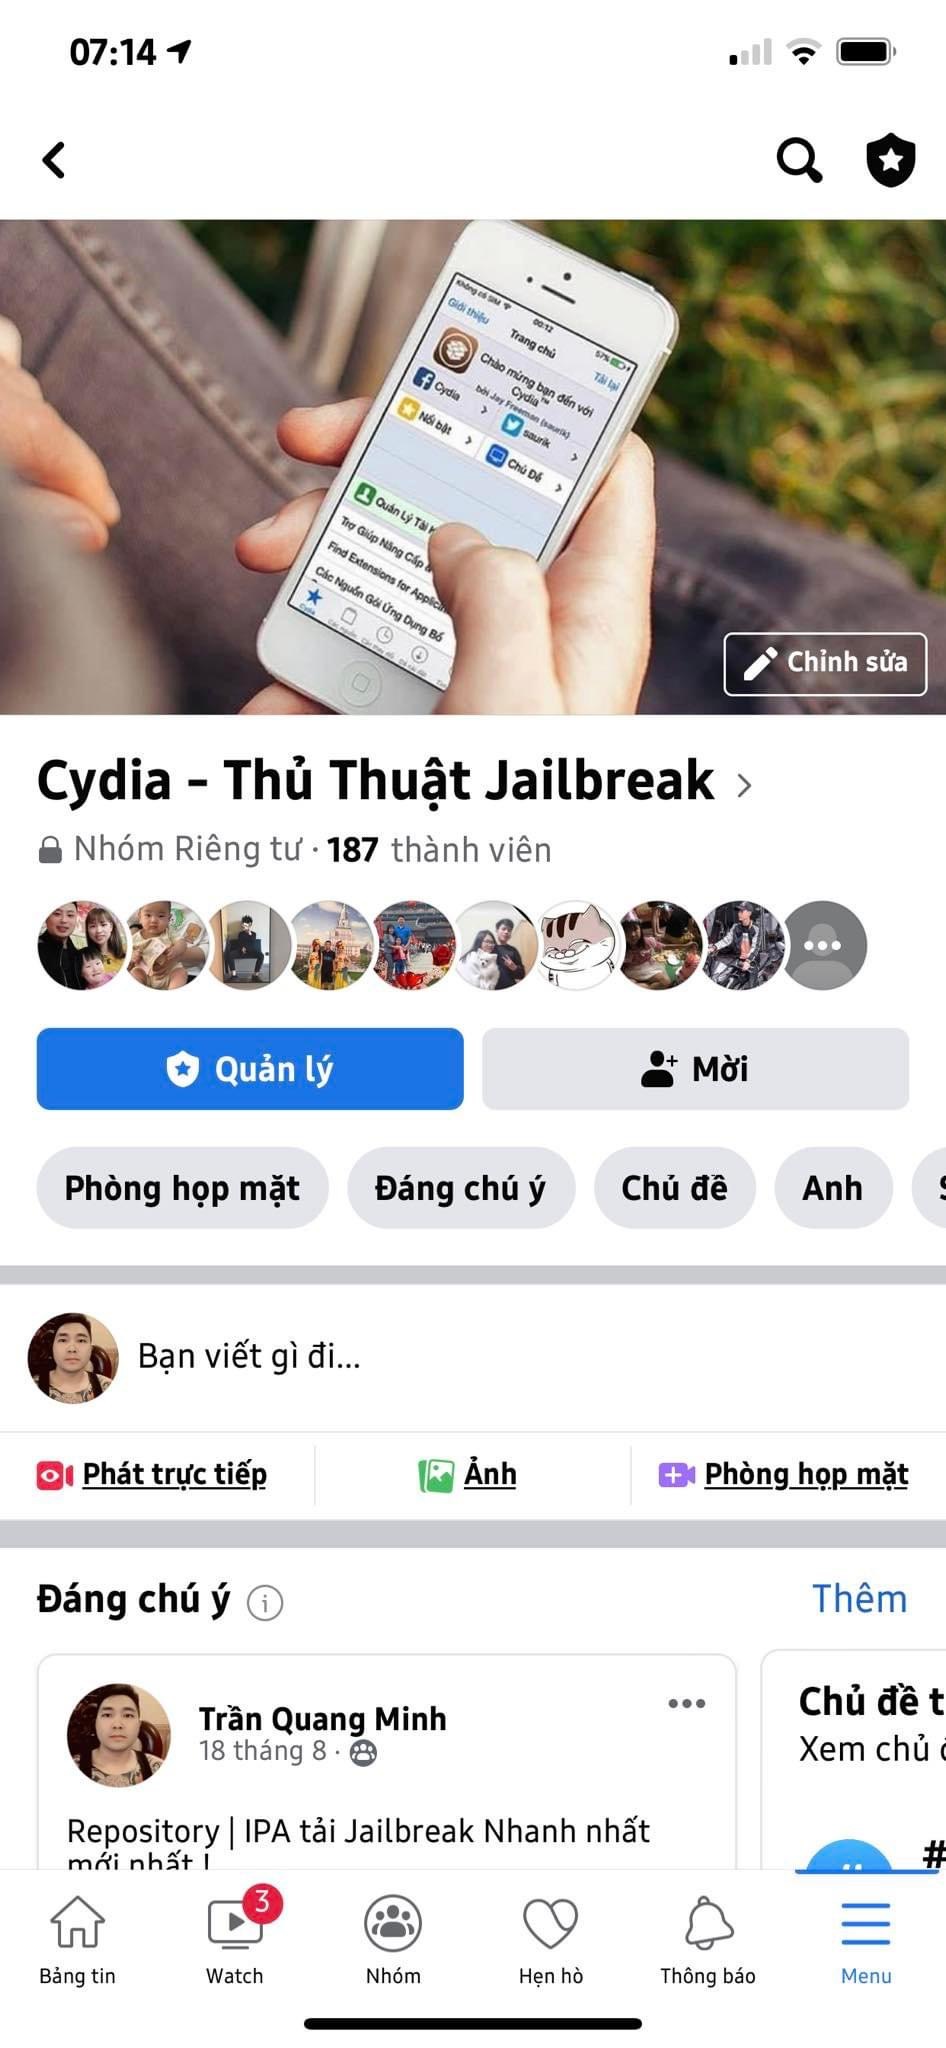 07:14
Không có SIM
00:12
57%
Giới thiệu
Trang chủ
Tải lại
Chào mừng bạn đến với
Cydia™
bởi Jay Freeman (saurik)
Cydia
saurik
Nổi bật
Chủ Đề
Quản Lý Tài
Trợ Giúp Nâng Cấp
Find Extensions for
Các Nguồn Gói Ứng Dụng Bổ
Cydia
Chỉnh sửa
Cydia - Thủ Thuật Jailbreak
Nhóm Riêng tư · 187 thành viên
Quản lý
Mời
Phòng họp mặt
Đáng chú ý
Chủ đề
Anh
Bạn viết gì đi...
Phát trực tiếp
Ảnh
Phòng họp mặt
Đáng chú ý
Thêm
Trần Quang Minh
18 tháng 8 ·
Repository | IPA tải Jailbreak Nhanh nhất
mới nhất !
Chủ đề t
Xem chủ
#
3
Bảng tin
Watch
Nhóm
Hẹn hò
Thông báo
Menu